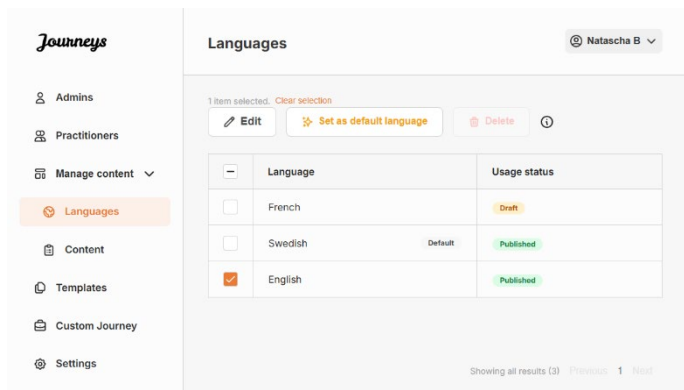 Journeys
Languages
Natascha B
Admins
Practitioners
Manage content
Languages
Content
Templates
Custom Journey
Settings
1 item selected. Clear selection
Edit
Set as default language
Delete
Language
Usage status
French
Draft
Swedish
Default
Published
English
Published
Showing all results (3)
Previous
1
Next